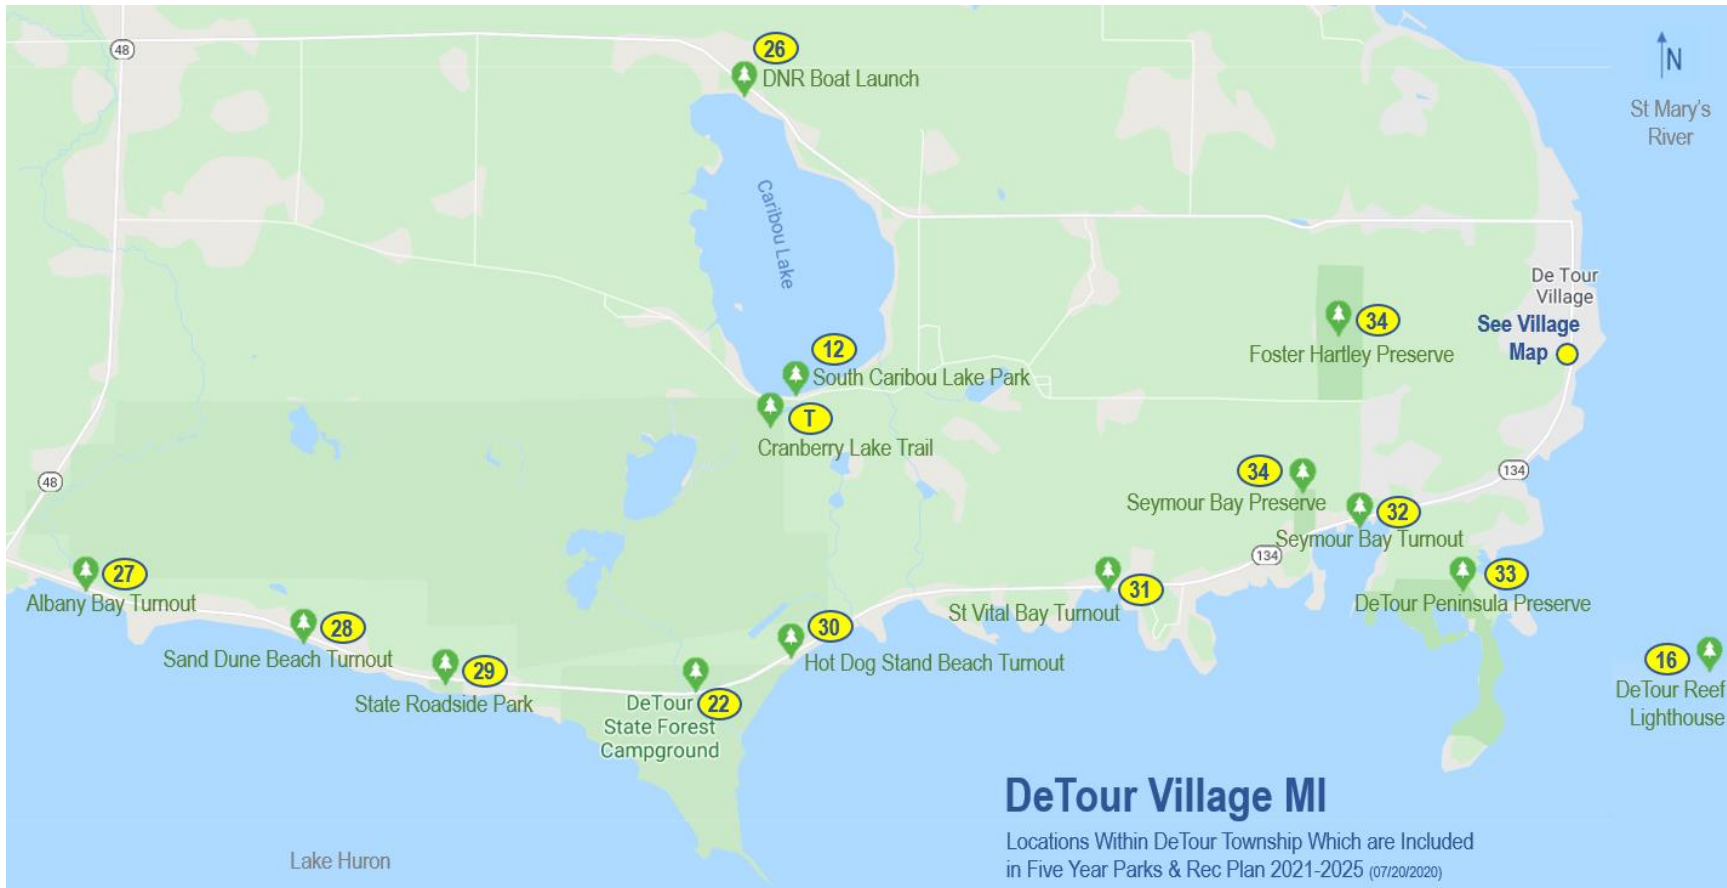 48
26
DNR Boat Launch
N
St Mary's
River
Caribou Lake
De Tour
Village
See Village
Map
34
Foster Hartley Preserve
12
South Caribou Lake Park
T
Cranberry Lake Trail
48
34
Seymour Bay Preserve
134
32
Seymour Bay Turnout
134
27
Albany Bay Turnout
31
St Vital Bay Turnout
33
DeTour Peninsula Preserve
28
Sand Dune Beach Turnout
30
Hot Dog Stand Beach Turnout
29
State Roadside Park
16
DeTour Reef
Lighthouse
DeTour 22
State Forest
Campground
DeTour Village MI
Locations Within DeTour Township Which are Included
in Five Year Parks & Rec Plan 2021-2025 (07/20/2020)
Lake Huron